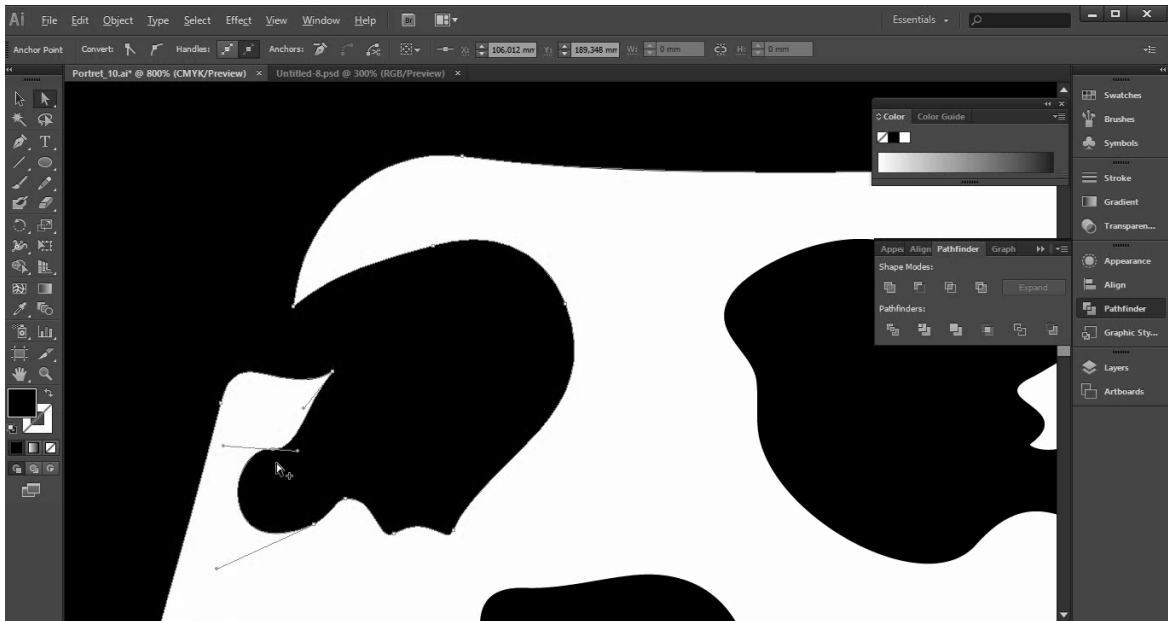 Ai File Edit Object Type Select Effect View Window Help Br Essentials
Anchor Point Convert: Handles: Anchors: X: 106,012 mm Y: 189,348 mm W: 0 mm H: 0 mm
Portret_10.ai* @ 800% (CMYK/Preview) × Untitled-8.psd @ 300% (RGB/Preview) ×
Color Color Guide
Swatches
Brushes
Symbols
Stroke
Gradient
Transparen...
Appearance
Align
Pathfinder
Graphic Sty...
Layers
Artboards
Appe Align Pathfinder Graph
Shape Modes:
Expand
Pathfinders: